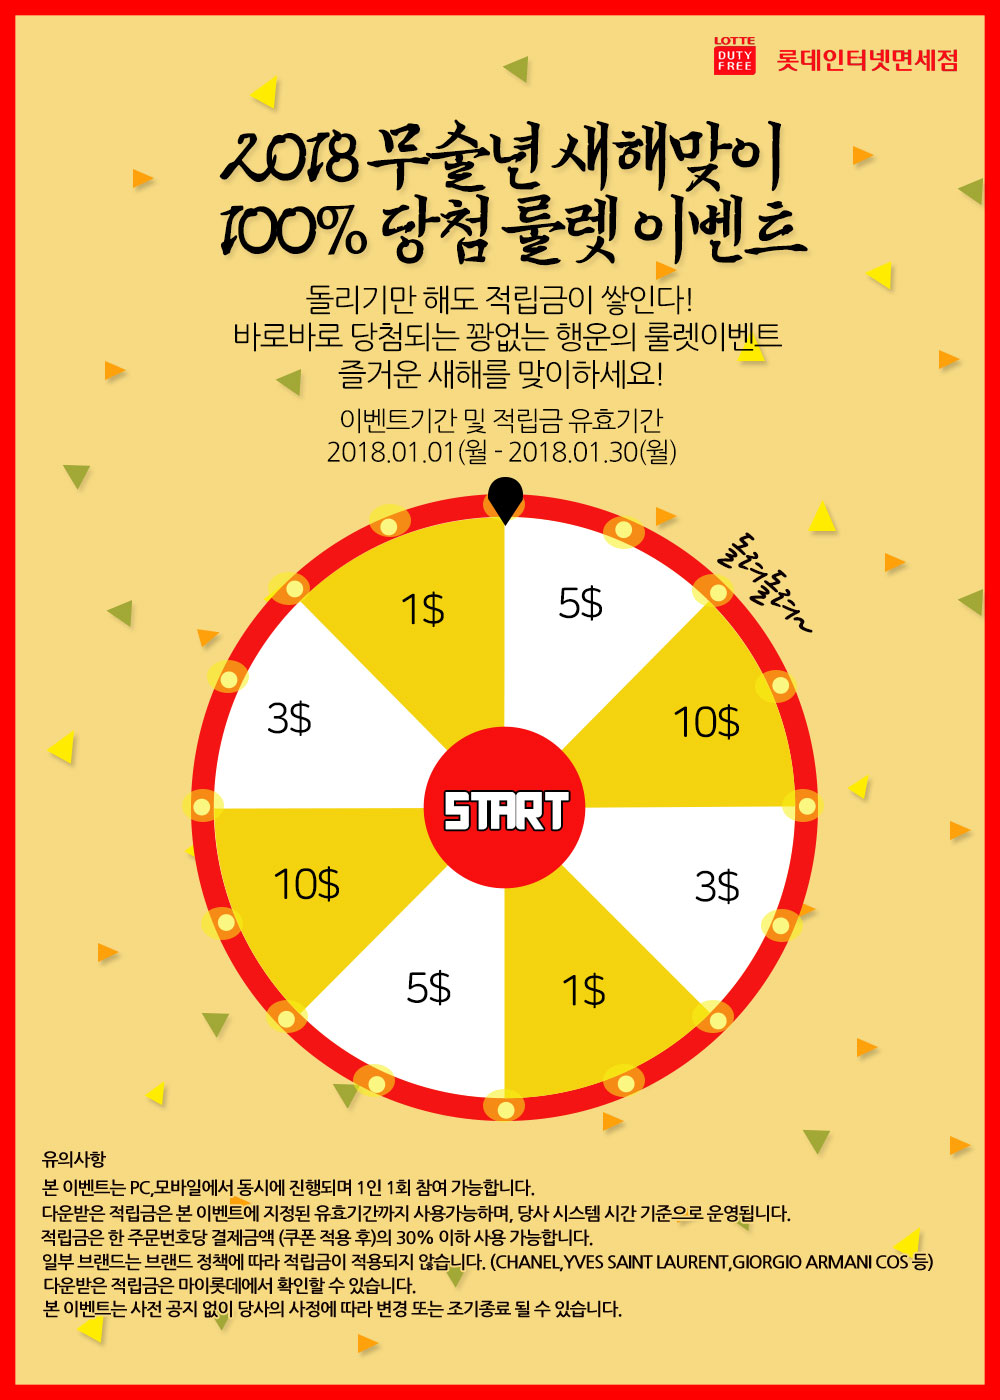 LOTTE
DUTY
FREE
롯데인터넷면세점
2018 무술년 새해맞이
100% 당첨 룰렛 이벤트
돌리기만 해도 적립금이 쌓인다!
바로바로 당첨되는 꽝없는 행운의 룰렛이벤트
즐거운 새해를 맞이하세요!
이벤트기간 및 적립금 유효기간
2018.01.01(월 - 2018.01.30(월)
돌려돌려~
1$
5$
3$
10$
START
10$
3$
5$
1$
유의사항
본 이벤트는 PC,모바일에서 동시에 진행되며 1인 1회 참여 가능합니다.
다운받은 적립금은 본 이벤트에 지정된 유효기간까지 사용가능하며, 당사 시스템 시간 기준으로 운영됩니다.
적립금은 한 주문번호당 결제금액 (쿠폰 적용 후)의 30% 이하 사용 가능합니다.
일부 브랜드는 브랜드 정책에 따라 적립금이 적용되지 않습니다. (CHANEL,YVES SAINT LAURENT,GIORGIO ARMANI COS 등)
다운받은 적립금은 마이롯데에서 확인할 수 있습니다.
본 이벤트는 사전 공지 없이 당사의 사정에 따라 변경 또는 조기종료 될 수 있습니다.